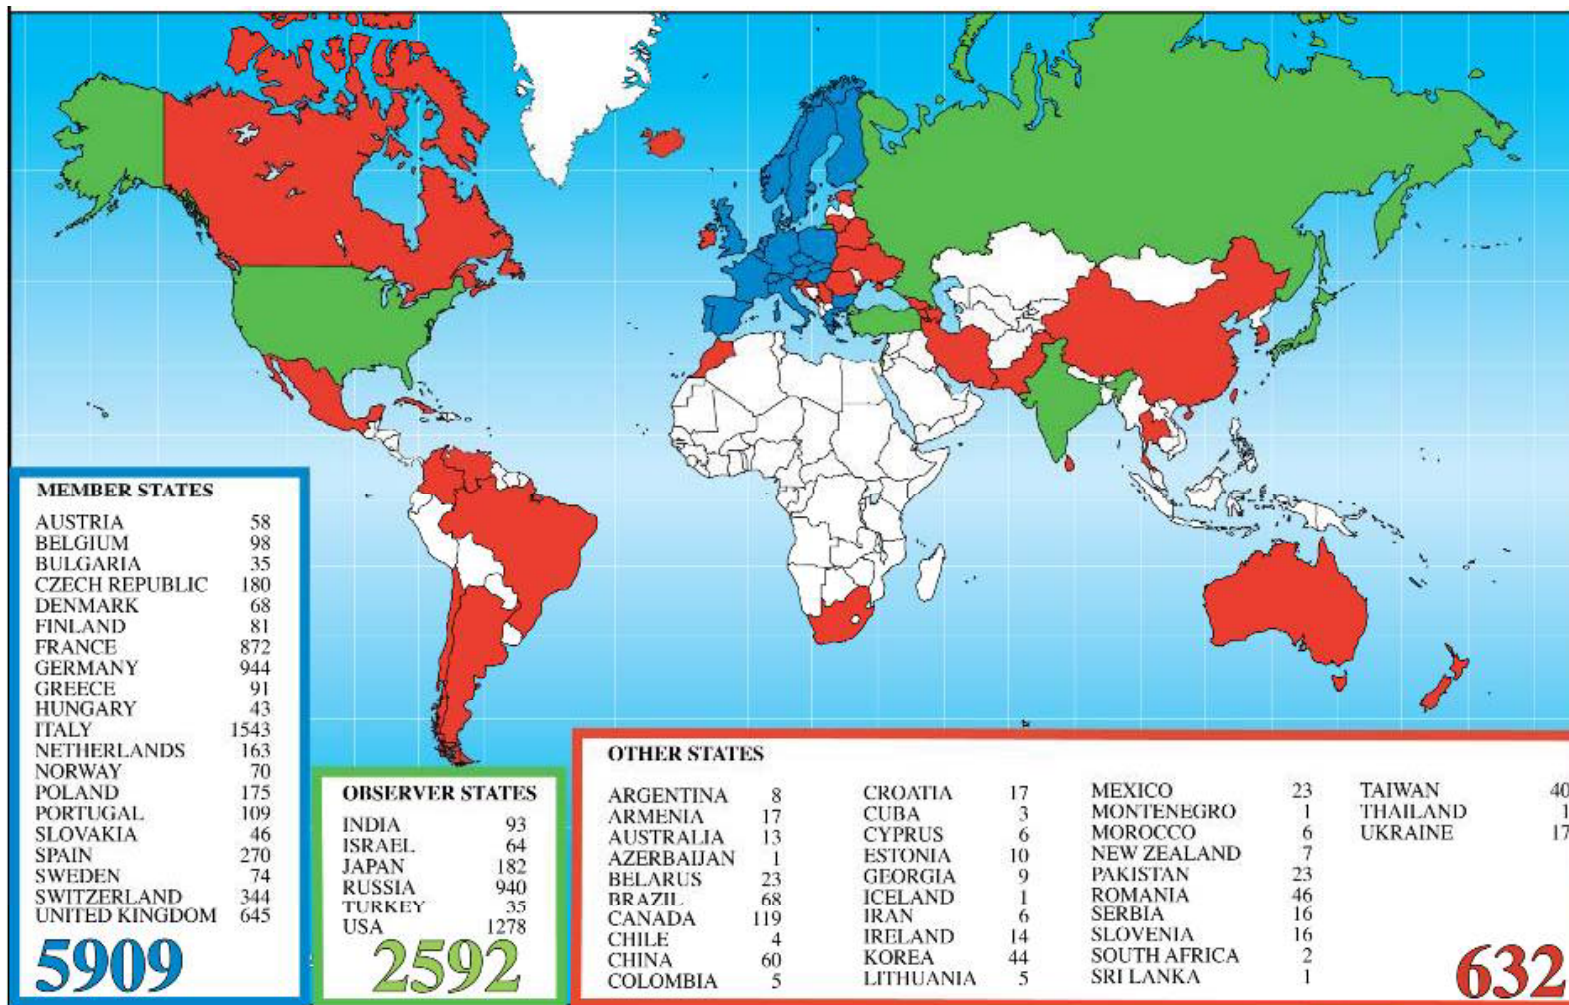 MEMBER STATES
AUSTRIA 58
BELGIUM 98
BULGARIA 35
CZECH REPUBLIC 180
DENMARK 68
FINLAND 81
FRANCE 872
GERMANY 944
GREECE 91
HUNGARY 43
ITALY 1543
NETHERLANDS 163
NORWAY 70
POLAND 175
PORTUGAL 109
SLOVAKIA 46
SPAIN 270
SWEDEN 74
SWITZERLAND 344
UNITED KINGDOM 645
5909
OBSERVER STATES
INDIA 93
ISRAEL 64
JAPAN 182
RUSSIA 940
TURKEY 35
USA 1278
2592
OTHER STATES
ARGENTINA 8
ARMENIA 17
AUSTRALIA 13
AZERBAIJAN 1
BELARUS 23
BRAZIL 68
CANADA 119
CHILE 4
CHINA 60
COLOMBIA 5
CROATIA 17
CUBA 3
CYPRUS 6
ESTONIA 10
GEORGIA 9
ICELAND 1
IRAN 6
IRELAND 14
KOREA 44
LITHUANIA 5
MEXICO 23
MONTENEGRO 1
MOROCCO 6
NEW ZEALAND 7
PAKISTAN 23
ROMANIA 46
SERBIA 16
SLOVENIA 16
SOUTH AFRICA 2
SRI LANKA 1
TAIWAN 40
THAILAND 1
UKRAINE 17
632